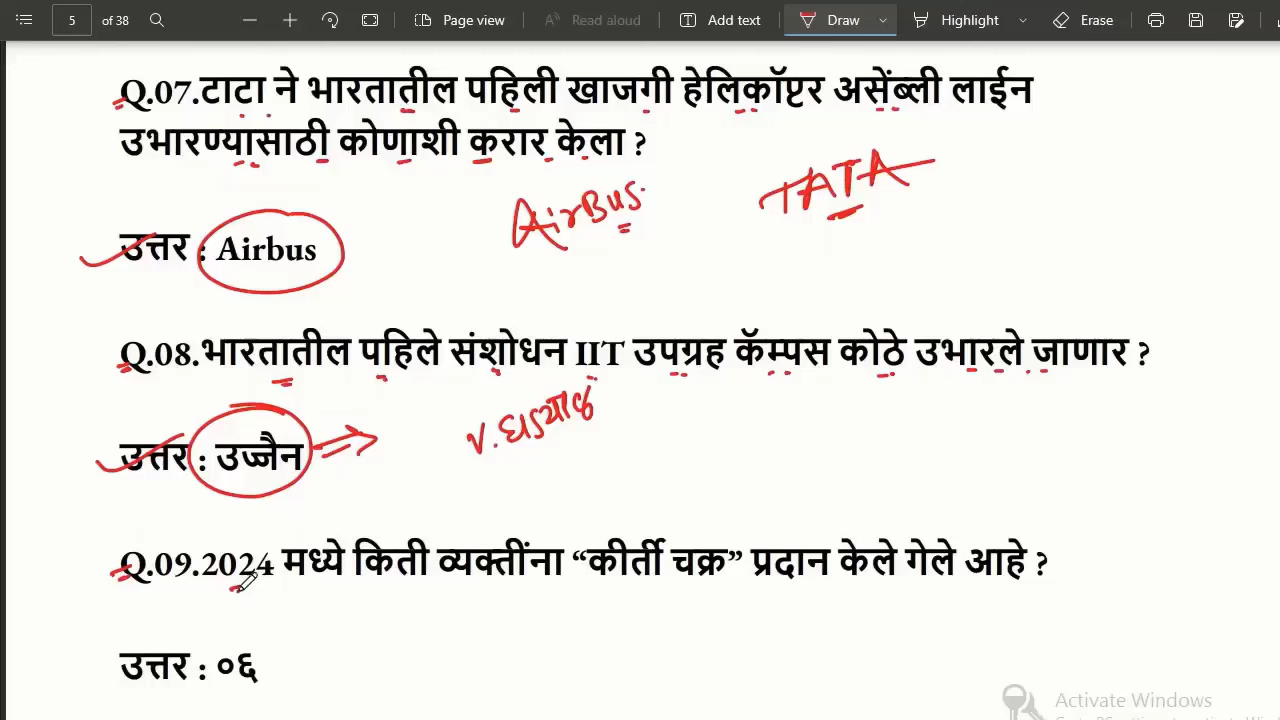 5 of 38 Page view Read aloud Add text Draw Highlight Erase
Q.07.टाटा ने भारतातील पहिली खाजगी हेलिकॉप्टर असेंब्ली लाईन
उभारण्यासाठी कोणाशी करार केला ?
AirBus TATA
उत्तर : Airbus
Q.08.भारतातील पहिले संशोधन IIT उपग्रह कॅम्पस कोठे उभारले जाणार ?
उत्तर : उज्जैन
Q.09.2024 मध्ये किती व्यक्तींना “कीर्ती चक्र” प्रदान केले गेले आहे ?
उत्तर : ०६
Activate Windows